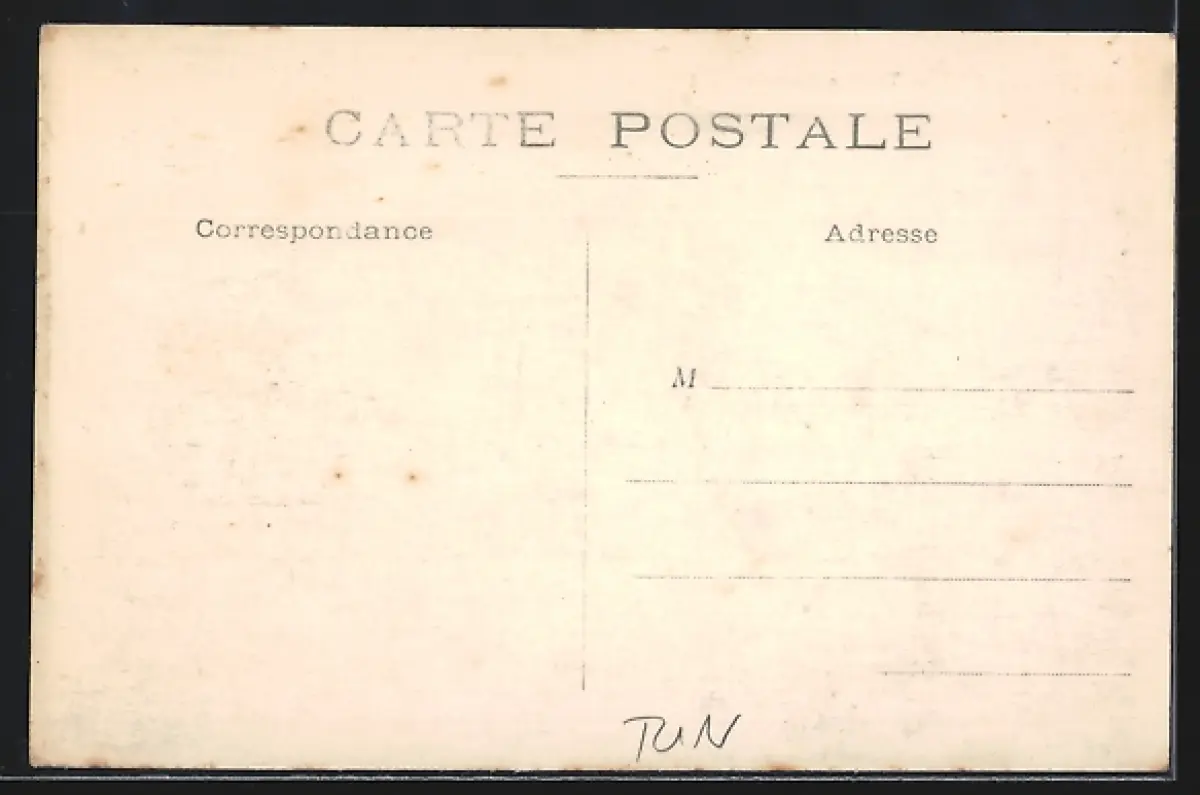 CARTE POSTALE
Correspondance
Adresse
M
TUN